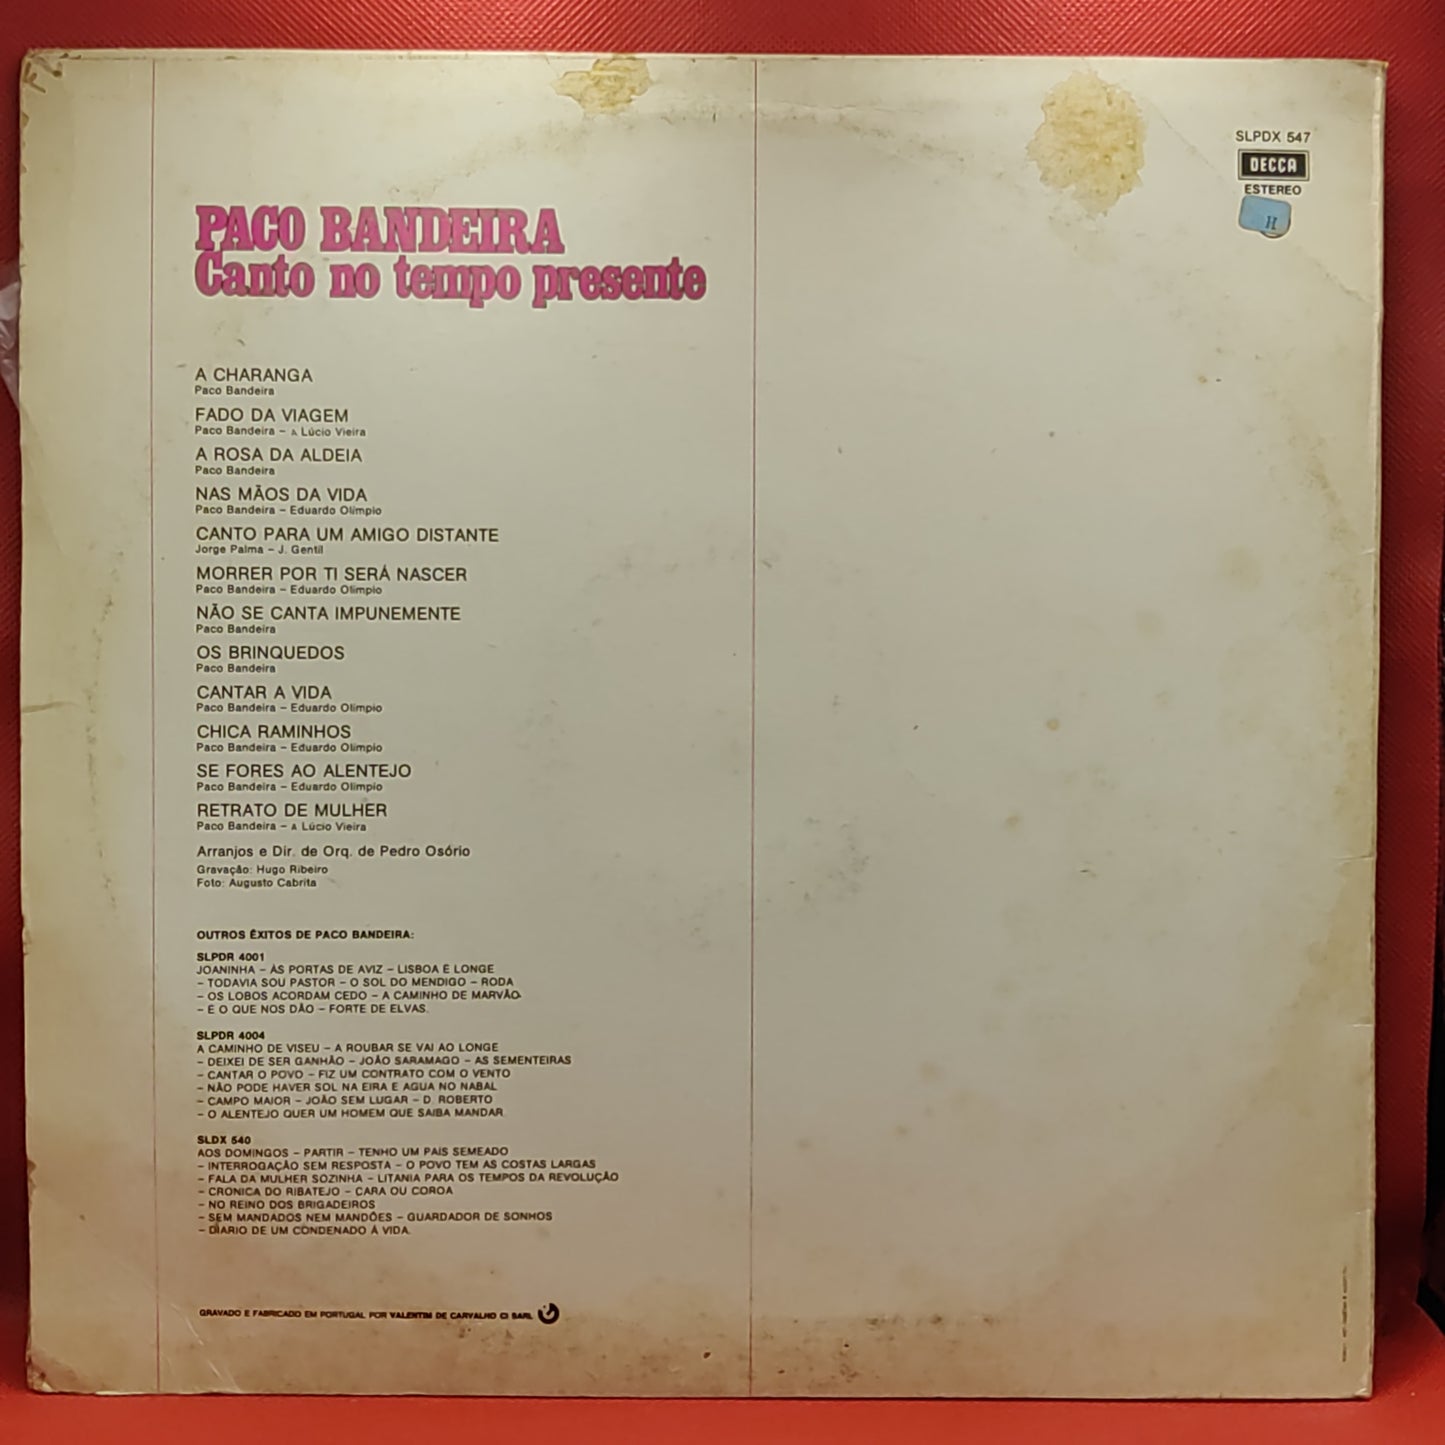 SLPDX 547
DECCA
ESTEREO
H
PACO BANDEIRA
Canto no tempo presente
A CHARANGA
Paco Bandeira
FADO DA VIAGEM
Paco Bandeira – A Lúcio Vieira
A ROSA DA ALDEIA
Paco Bandeira
NAS MÃOS DA VIDA
Paco Bandeira – Eduardo Olímpio
CANTO PARA UM AMIGO DISTANTE
Jorge Palma – J. Gentil
MORRER POR TI SERÁ NASCER
Paco Bandeira – Eduardo Olímpio
NÃO SE CANTA IMPUNEMENTE
Paco Bandeira
OS BRINQUEDOS
Paco Bandeira
CANTAR A VIDA
Paco Bandeira – Eduardo Olímpio
CHICA RAMINHOS
Paco Bandeira – Eduardo Olímpio
SE FORES AO ALENTEJO
Paco Bandeira – Eduardo Olímpio
RETRATO DE MULHER
Paco Bandeira – A Lúcio Vieira
Arranjos e Dir. de Orq. de Pedro Osório
Gravação: Hugo Ribeiro
Foto: Augusto Cabrita
OUTROS ÊXITOS DE PACO BANDEIRA:
SLPDR 4001
JOANINHA – ÀS PORTAS DE AVIZ – LISBOA É LONGE
– TODAVIA SOU PASTOR – O SOL DO MENDIGO – RODA
– OS LOBOS ACORDAM CEDO – A CAMINHO DE MARVÃO
– É O QUE NOS DÃO – FORTE DE ELVAS.
SLPDR 4004
A CAMINHO DE VISEU – A ROUBAR SE VAI AO LONGE
– DEIXEI DE SER GANHÃO – JOÃO SARAMAGO – AS SEMENTEIRAS
– CANTAR O POVO – FIZ UM CONTRATO COM O VENTO
– NÃO PODE HAVER SOL NA EIRA E AGUA NO NABAL
– CAMPO MAIOR – JOÃO SEM LUGAR – D. ROBERTO
– O ALENTEJO QUER UM HOMEM QUE SAIBA MANDAR
SLDX 540
AOS DOMINGOS – PARTIR – TENHO UM PAÍS SEMEADO
– INTERROGAÇÃO SEM RESPOSTA – O POVO TEM AS COSTAS LARGAS
– FALA DA MULHER SOZINHA – LITANIA PARA OS TEMPOS DA REVOLUÇÃO
– CRONICA DO RIBATEJO – CARA OU COROA
– NO REINO DOS BRIGADEIROS
– SEM MANDADOS NEM MANDÕES – GUARDADOR DE SONHOS
– DIÁRIO DE UM CONDENADO À VIDA.
GRAVADO E FABRICADO EM PORTUGAL POR VALENTIM DE CARVALHO CI SARL